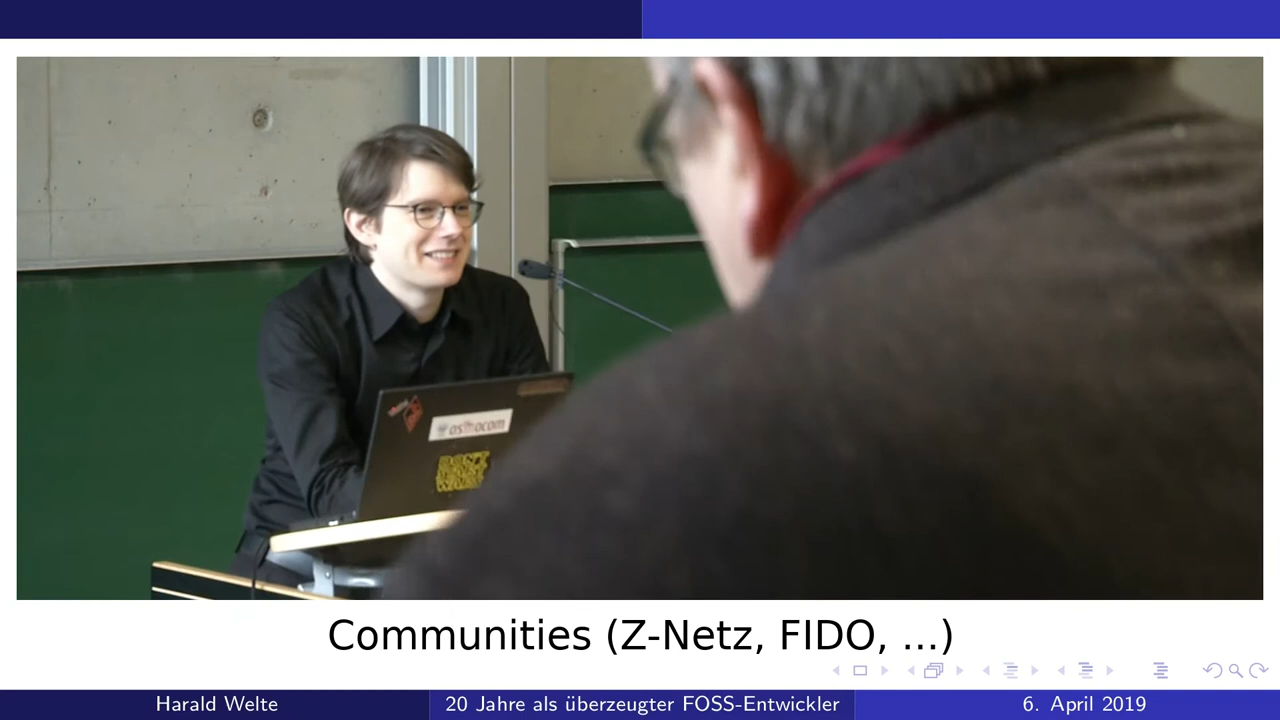 osmocom
Communities (Z-Netz, FIDO, ...)
Harald Welte
20 Jahre als überzeugter FOSS-Entwickler
6. April 2019